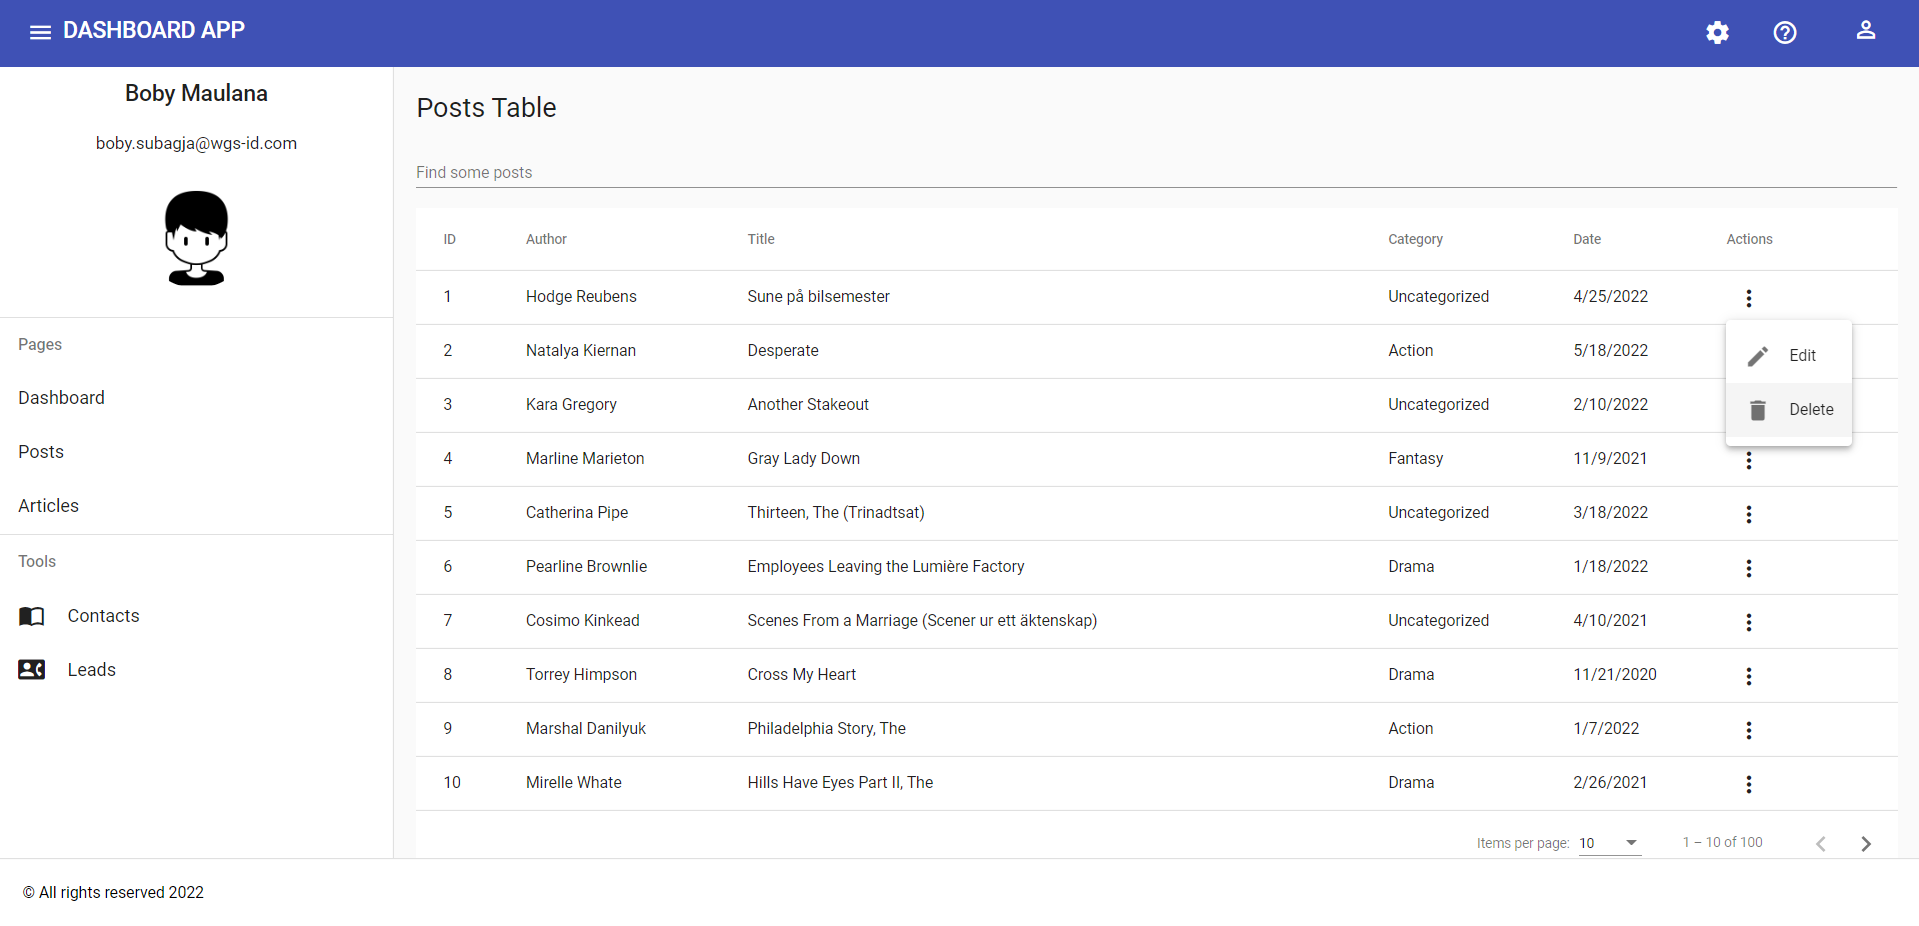 DASHBOARD APP
Boby Maulana
boby.subagja@wgs-id.com
Pages
Dashboard
Posts
Articles
Tools
Contacts
Leads
Posts Table
Find some posts
ID Author Title Category Date Actions
1 Hodge Reubens Sune på bilsemester Uncategorized 4/25/2022
2 Natalya Kiernan Desperate Action 5/18/2022
Edit
3 Kara Gregory Another Stakeout Uncategorized 2/10/2022
Delete
4 Marline Marieton Gray Lady Down Fantasy 11/9/2021
5 Catherina Pipe Thirteen, The (Trinadtsat) Uncategorized 3/18/2022
6 Pearline Brownlie Employees Leaving the Lumière Factory Drama 1/18/2022
7 Cosimo Kinkead Scenes From a Marriage (Scener ur ett äktenskap) Uncategorized 4/10/2021
8 Torrey Himpson Cross My Heart Drama 11/21/2020
9 Marshal Danilyuk Philadelphia Story, The Action 1/7/2022
10 Mirelle Whate Hills Have Eyes Part II, The Drama 2/26/2021
Items per page: 10 1 – 10 of 100
© All rights reserved 2022